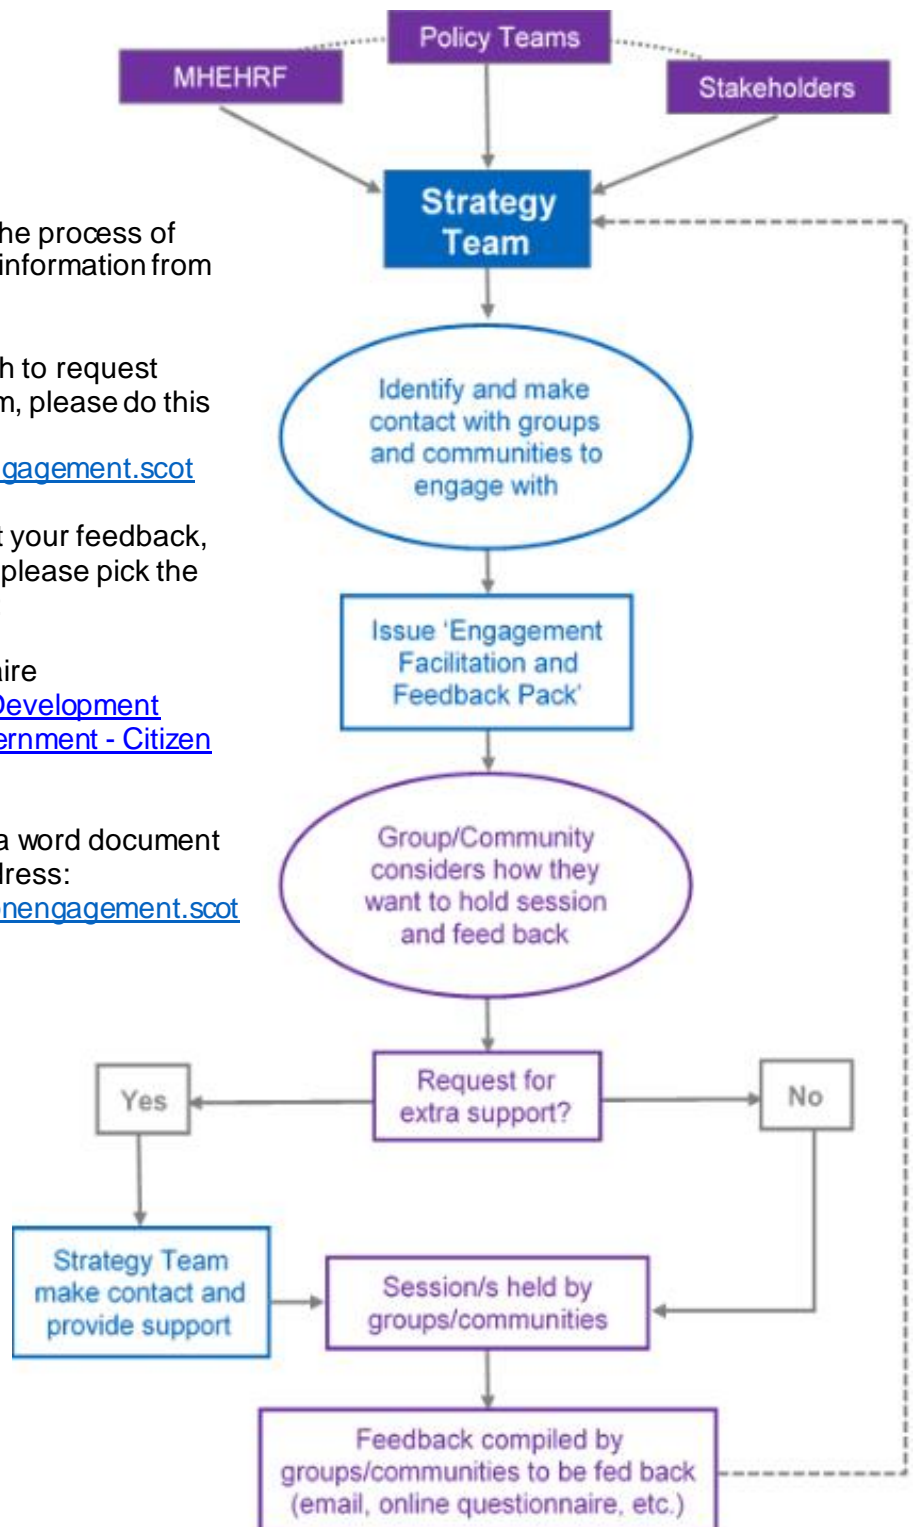 Policy Teams
MHEHRF
Stakeholders
Strategy
Team
he process of
information from
h to request
m, please do this
gagement.scot
t your feedback,
please pick the
aire
Development
ernment - Citizen
a word document
dress:
onengagement.scot
Identify and make
contact with groups
and communities to
engage with
Issue ‘Engagement
Facilitation and
Feedback Pack’
Group/Community
considers how they
want to hold session
and feed back
Request for
extra support?
Yes
No
Strategy Team
make contact and
provide support
Session/s held by
groups/communities
Feedback compiled by
groups/communities to be fed back
(email, online questionnaire, etc.)